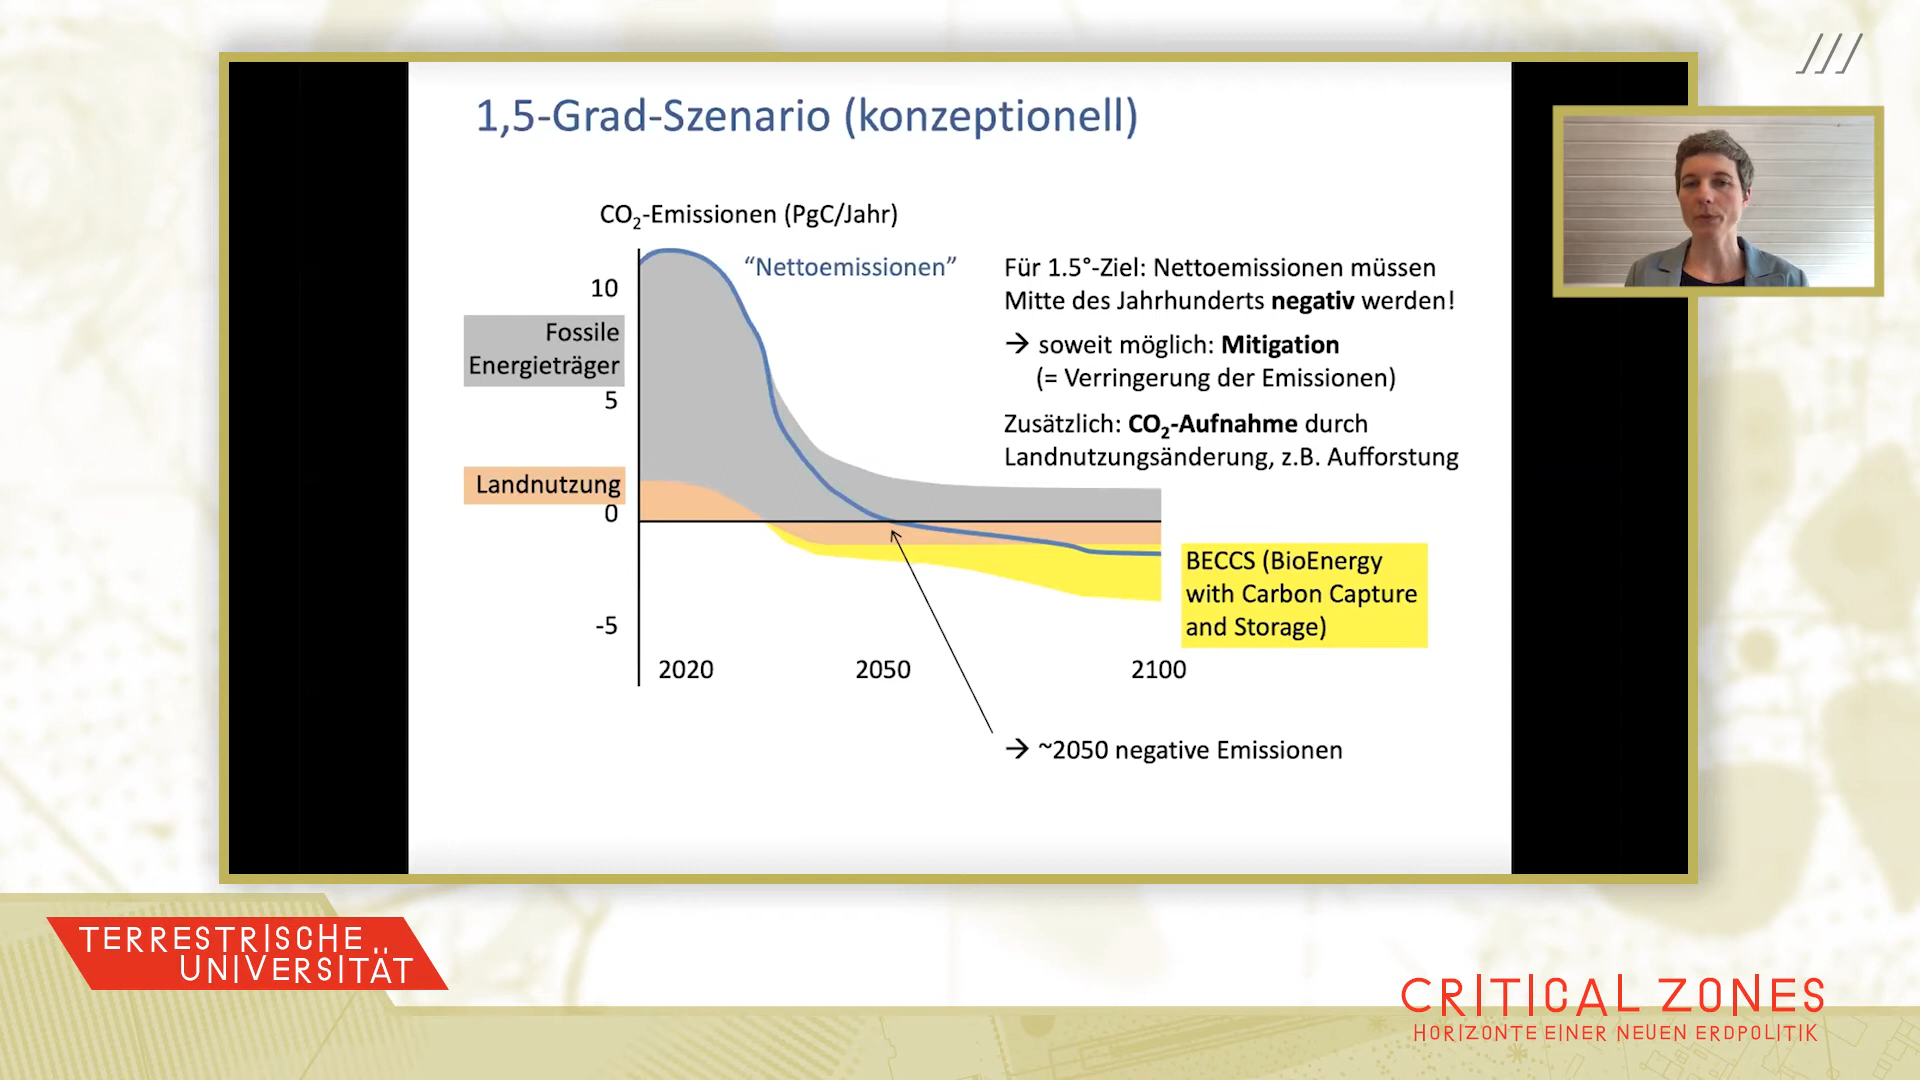 1,5-Grad-Szenario (konzeptionell)
CO₂-Emissionen (PgC/Jahr)
“Nettoemissionen”
10
Fossile
Energieträger
5
Landnutzung
0
-5
2020 2050 2100
Für 1.5°-Ziel: Nettoemissionen müssen
Mitte des Jahrhunderts negativ werden!
→ soweit möglich: Mitigation
(= Verringerung der Emissionen)
Zusätzlich: CO₂-Aufnahme durch
Landnutzungsänderung, z.B. Aufforstung
BECCS (BioEnergy
with Carbon Capture
and Storage)
→ ~2050 negative Emissionen
TERRESTRISCHE
UNIVERSITÄT
CRITICAL ZONES
HORIZONTE EINER NEUEN ERDPOLITIK